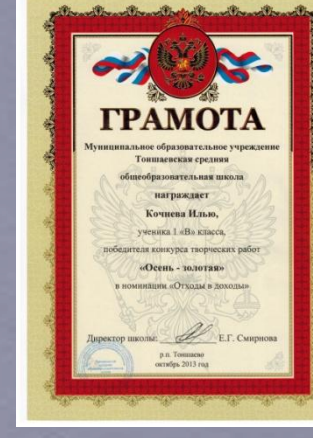 ГРАМОТА
Муниципальное образовательное учреждение
Тоншаевская средняя
общеобразовательная школа
награждает
Кочнева Илью,
ученика 1 «В» класса,
победителя конкурса творческих работ
«Осень - золотая»
в номинации «Отходы в доходы»
Директор школы: Е.Г. Смирнова
р.п. Тоншаево
октябрь 2013 год